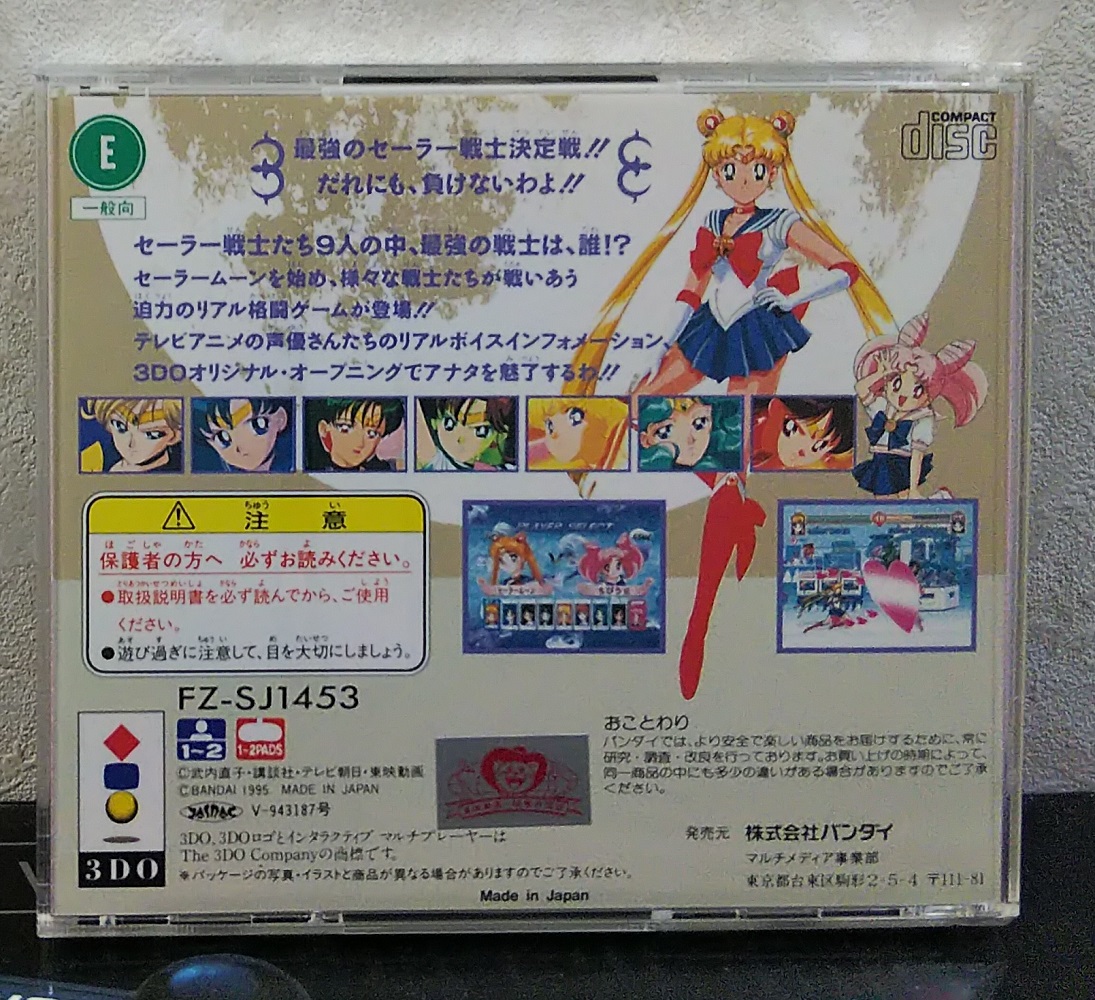 E
一般向
COMPACT
disc
最強のセーラー戦士決定戦!!
だれにも、負けないわよ!!
セーラー戦士たち9人の中、最強の戦士は、誰!?
セーラームーンを始め、様々な戦士たちが戦いあう
迫力のリアル格闘ゲームが登場!!
テレビアニメの声優さんたちのリアルボイスインフォメーション、
3DOオリジナル・オープニングでアナタを魅了するわ!!
注意
保護者の方へ 必ずお読みください。
●取扱説明書を必ず読んでから、ご使用
ください。
●遊び過ぎに注意して、目を大切にしましょう。
PLAYER SELECT
セーラームーン
ちびうさ
FZ-SJ1453
1~2
1~2PADS
©武内直子・講談社・テレビ朝日・東映動画
©BANDAI 1995 MADE IN JAPAN
JASRAC V-943187号
3DO、3DOロゴとインタラクティブ マルチプレーヤーは
The 3DO Companyの商標です。
※パッケージの写真・イラストと商品が異なる場合がありますのでご了承ください。
3DO
おことわり
バンダイでは、より安全で楽しい商品をお届けするために、常に
研究・調査・改良を行っております。お買い上げの時期によって、
同一商品の中にも多少の違いがある場合がありますのでご了承
ください。
発売元 株式会社バンダイ
マルチメディア事業部
東京都台東区駒形2-5-4 〒111-81
Made in Japan